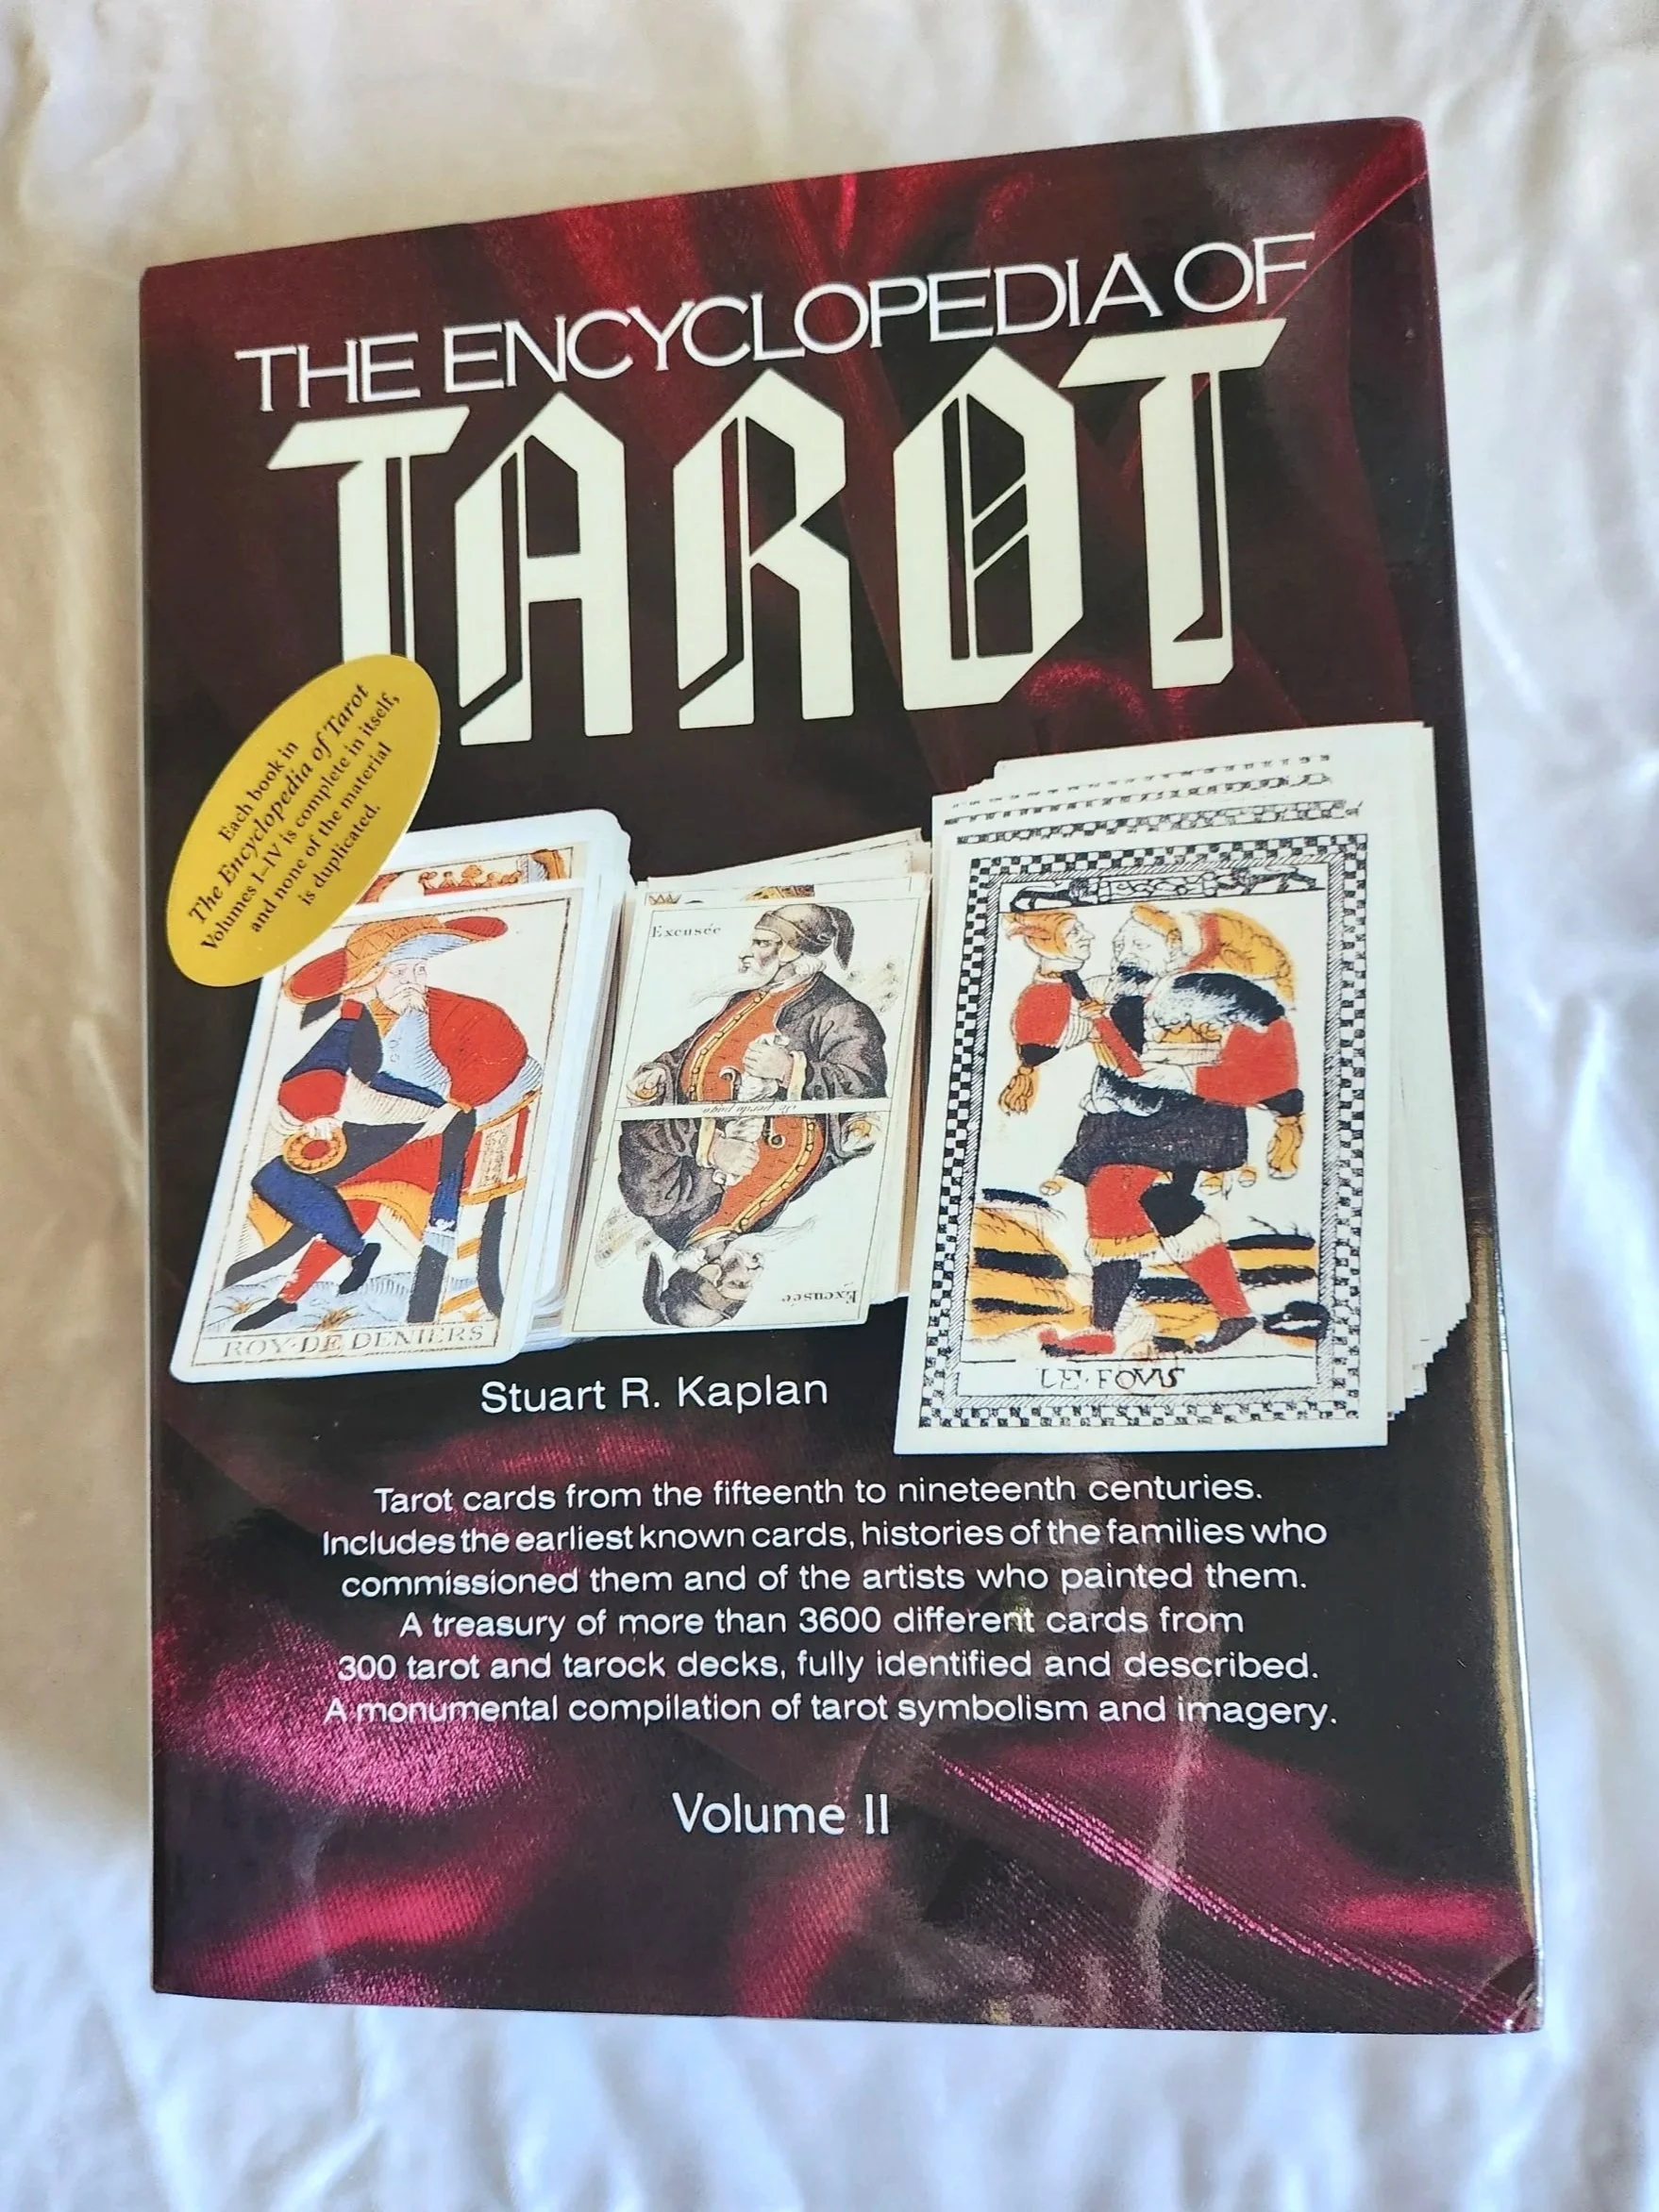 THE ENCYCLOPEDIA OF
TAROT
Each book in
The Encyclopedia of Tarot
Volumes I–IV is complete in itself,
and none of the material
is duplicated.
ROY·DE DENIERS
Excusée
Excusée
LE·FOVS
Stuart R. Kaplan
Tarot cards from the fifteenth to nineteenth centuries.
Includes the earliest known cards, histories of the families who
commissioned them and of the artists who painted them.
A treasury of more than 3600 different cards from
300 tarot and tarock decks, fully identified and described.
A monumental compilation of tarot symbolism and imagery.
Volume II